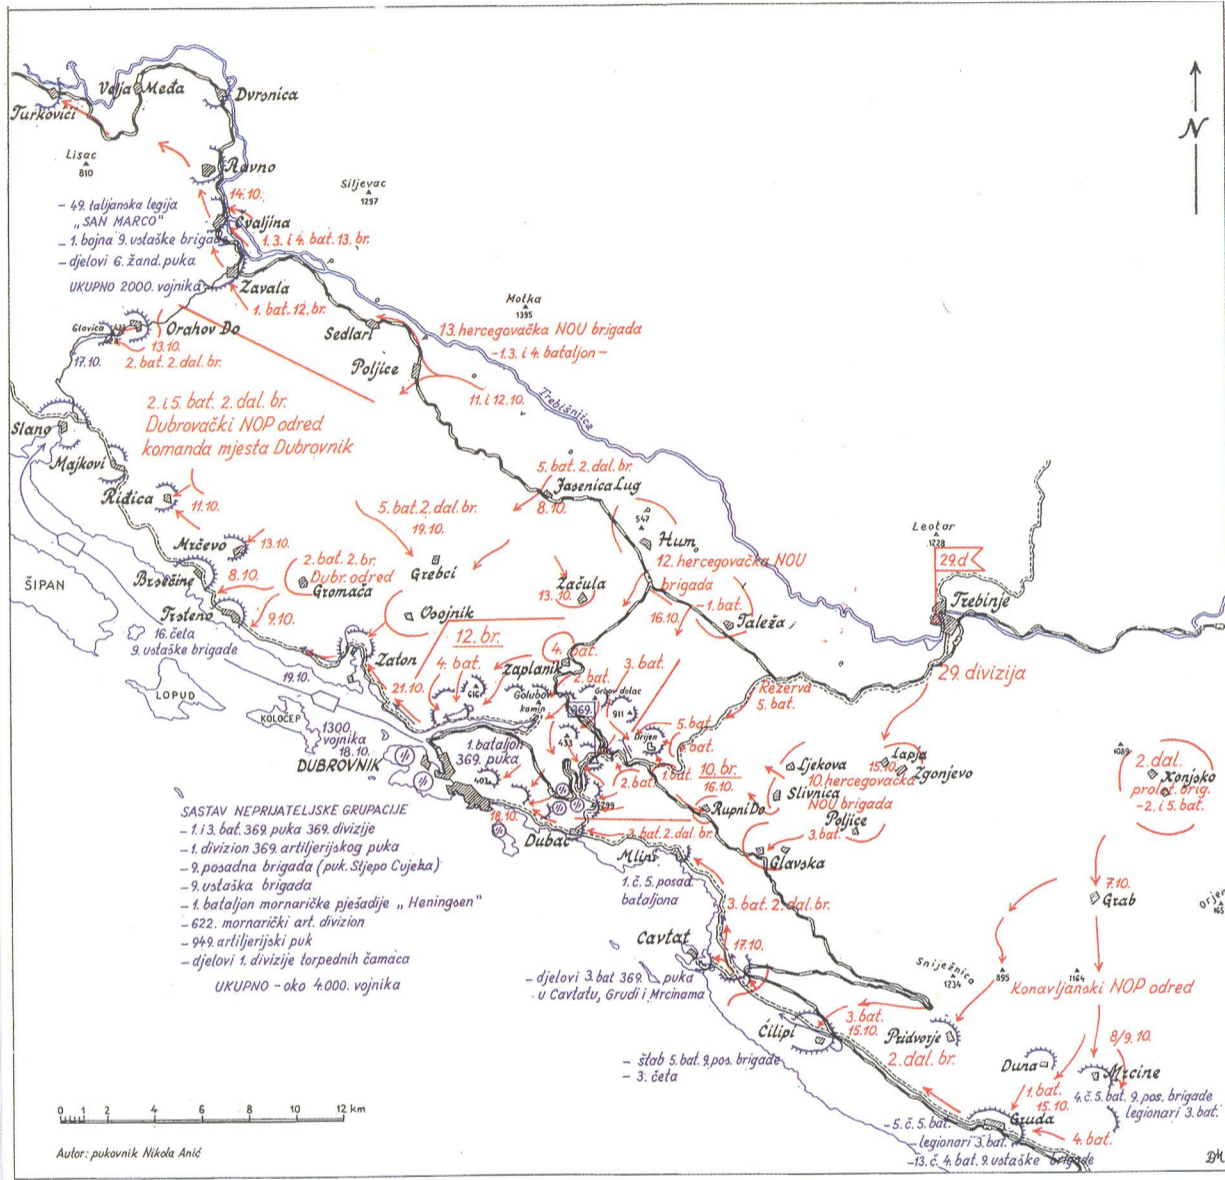 Turkovići
Velja Međa
Dvrsnica
N
Lisac
810
Ravno
Siljevac
1297
14.10.
- 49. talijanska legija
„SAN MARCO"
- 1. bojna 9. ustaške brigade
- djelovi 6. žand. puka
UKUPNO 2000. vojnika
Cvaljina
1.3. i 4. bat. 13. br.
Zavala
1. bat. 12. br.
Motka
1395
Glavica
Orahov Do
13.10.
2. bat. 2. dal. br.
17.10.
Sedlari
Poljice
13. hercegovačka NOU brigada
-1.3. i 4. bataljon-
11. i 12.10.
Trebišnjica
2. i 5. bat. 2. dal. br.
Dubrovački NOP odred
komanda mjesta Dubrovnik
Slano
Majkovi
Riđica
11.10.
5. bat. 2. dal. br.
Jasenica Lug
8.10.
5. bat. 2. dal. br.
19.10.
547
Hum
Leotar
1228
29.d
Trebinje
Mrčevo
13.10.
Grebci
12. hercegovačka NOU
brigada
-1. bat.
16.10.
Taleža
ŠIPAN
Brsečine
8.10.
2. bat. 2. br.
Dubr. odred
Gromača
Začula
13.10.
Trsteno
9.10.
Osojnik
16. četa
9. ustaške brigade
12. br.
4. bat.
Zaton
19.10.
21.10.
4. bat.
Zaplanik
2. bat.
3. bat.
29. divizija
Rezerva
5. bat.
LOPUD
KOLOČEP
616
Golubov
kamin
Grbov dolac
911
369.
433
Orijen
5. bat.
1300
vojnika
18.10.
DUBROVNIK
1. bataljon
369. puka
403
2. bat.
1. bat.
10. br.
16.10.
Ljekova
Lapja
15.10.
Zgonjevo
10. hercegovačka
NOU brigada
Slivnica
Rupni Do
Poljice
3. bat.
1089
2. dal.
prolet. brig.
-2. i 5. bat.
Konjsko
299
18.10.
Dubac
3. bat. 2. dal. br.
Mlini
Glavska
SASTAV NEPRIJATELJSKE GRUPACIJE
- 1. i 3. bat. 369. puka 369. divizije
- 1. divizion 369. artiljerijskog puka
- 9. posadna brigada (puk. Stjepo Cujeha)
- 9. ustaška brigada
- 1. bataljon mornaričke pješadije „Heningsen"
- 622. mornarički art. divizion
- 949. artiljerijski puk
- djelovi 1. divizije torpednih čamaca
UKUPNO - oko 4.000. vojnika
1. č. 5. posad.
bataljona
3. bat. 2. dal. br.
7.10.
Grab
Cavtat
17.10.
- djelovi 3. bat 369. puka
u Cavtatu, Grudi i Mrcinama
Sniježnica
1234
895
1164
Konavljanski NOP odred
Ćilipi
3. bat.
15.10.
2. dal. br.
Pridvorje
8/9.10.
- štab 5. bat. 9. pos. brigade
- 3. četa
Duna
Mrcine
1. bat.
15.10.
4. č. 5. bat. 9. pos. brigade
legionari 3. bat.
Gruda
4. bat.
- 5. č. 5. bat.
- legionari 3. bat.
-13. č. 4. bat. 9. ustaške brigade
0 2 4 6 8 10 12 km
Autor: pukovnik Nikola Anić